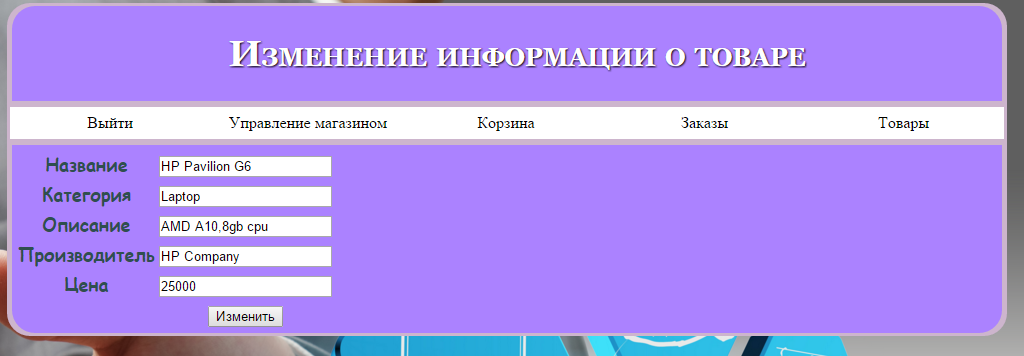 Изменение информации о товаре
Выйти Управление магазином Корзина Заказы Товары
Название HP Pavilion G6
Категория Laptop
Описание AMD A10,8gb cpu
Производитель HP Company
Цена 25000
Изменить